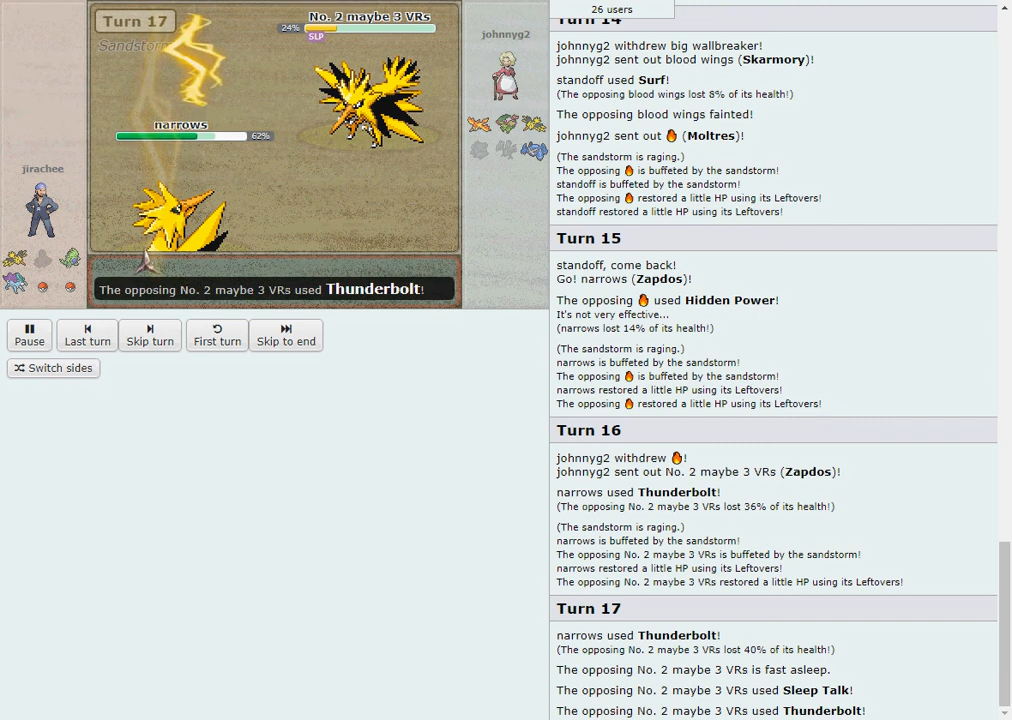 Turn 17
Sandstorm
No. 2 maybe 3 VRs
24%
SLP
narrows
62%
jirachee
johnnyg2
The opposing No. 2 maybe 3 VRs used Thunderbolt!
Pause
Last turn
Skip turn
First turn
Skip to end
Switch sides
26 users
Turn 14
johnnyg2 withdrew big wallbreaker!
johnnyg2 sent out blood wings (Skarmory)!
standoff used Surf!
(The opposing blood wings lost 8% of its health!)
The opposing blood wings fainted!
johnnyg2 sent out 🔥 (Moltres)!
(The sandstorm is raging.)
The opposing 🔥 is buffeted by the sandstorm!
standoff is buffeted by the sandstorm!
The opposing 🔥 restored a little HP using its Leftovers!
standoff restored a little HP using its Leftovers!
Turn 15
standoff, come back!
Go! narrows (Zapdos)!
The opposing 🔥 used Hidden Power!
It's not very effective...
(narrows lost 14% of its health!)
(The sandstorm is raging.)
narrows is buffeted by the sandstorm!
The opposing 🔥 is buffeted by the sandstorm!
narrows restored a little HP using its Leftovers!
The opposing 🔥 restored a little HP using its Leftovers!
Turn 16
johnnyg2 withdrew 🔥!
johnnyg2 sent out No. 2 maybe 3 VRs (Zapdos)!
narrows used Thunderbolt!
(The opposing No. 2 maybe 3 VRs lost 36% of its health!)
(The sandstorm is raging.)
narrows is buffeted by the sandstorm!
The opposing No. 2 maybe 3 VRs is buffeted by the sandstorm!
narrows restored a little HP using its Leftovers!
The opposing No. 2 maybe 3 VRs restored a little HP using its Leftovers!
Turn 17
narrows used Thunderbolt!
(The opposing No. 2 maybe 3 VRs lost 40% of its health!)
The opposing No. 2 maybe 3 VRs is fast asleep.
The opposing No. 2 maybe 3 VRs used Sleep Talk!
The opposing No. 2 maybe 3 VRs used Thunderbolt!